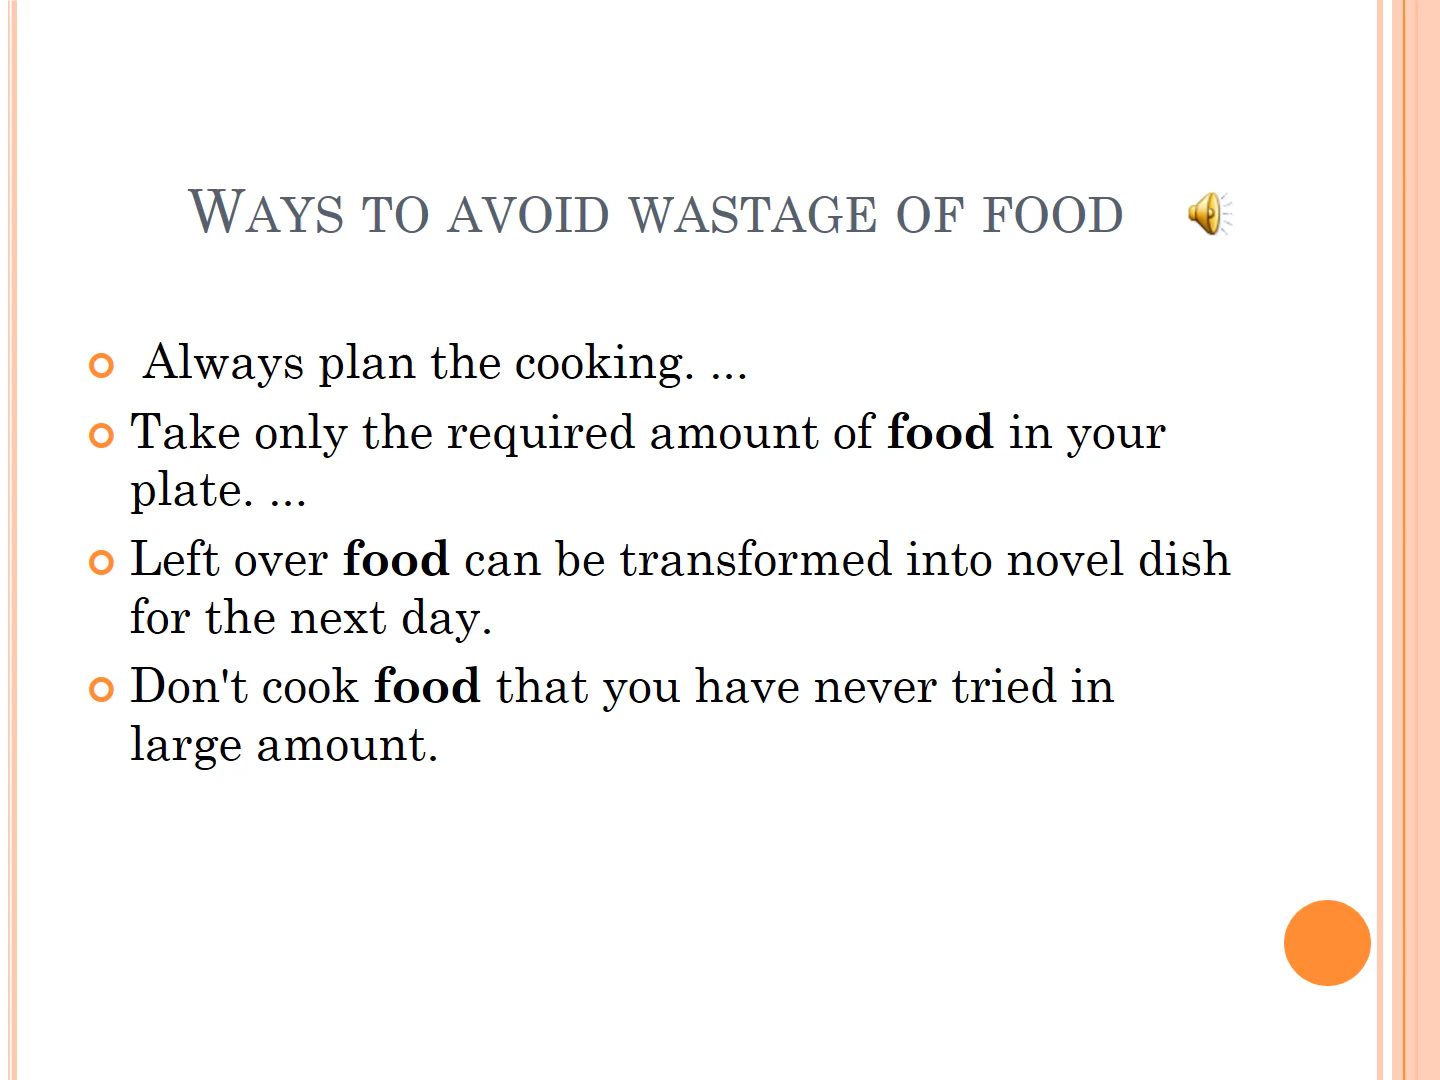 Ways to avoid wastage of food
Always plan the cooking. ...
Take only the required amount of food in your
plate. ...
Left over food can be transformed into novel dish
for the next day.
Don't cook food that you have never tried in
large amount.